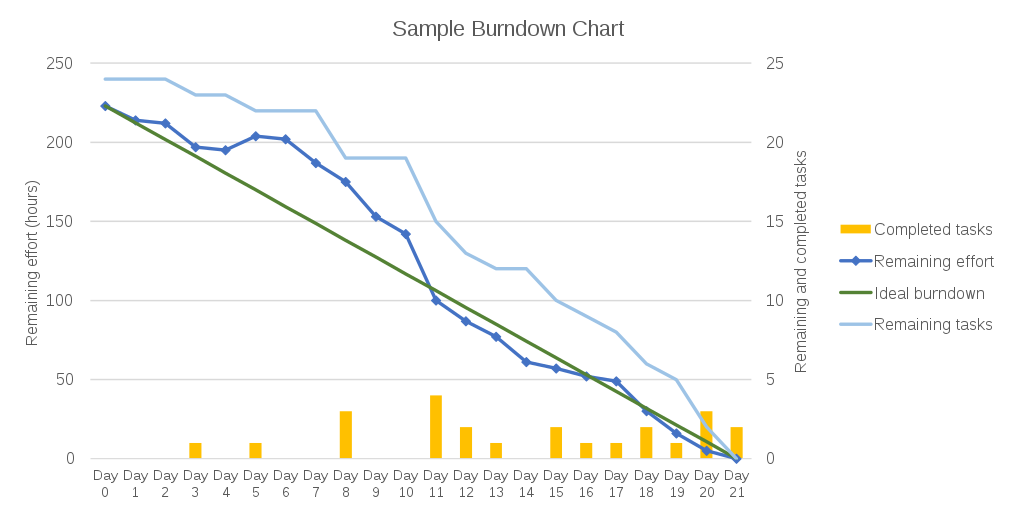 Sample Burndown Chart
250
200
150
100
50
0
Remaining effort (hours)
25
20
15
10
5
0
Remaining and completed tasks
Day 0
Day 1
Day 2
Day 3
Day 4
Day 5
Day 6
Day 7
Day 8
Day 9
Day 10
Day 11
Day 12
Day 13
Day 14
Day 15
Day 16
Day 17
Day 18
Day 19
Day 20
Day 21
Completed tasks
Remaining effort
Ideal burndown
Remaining tasks